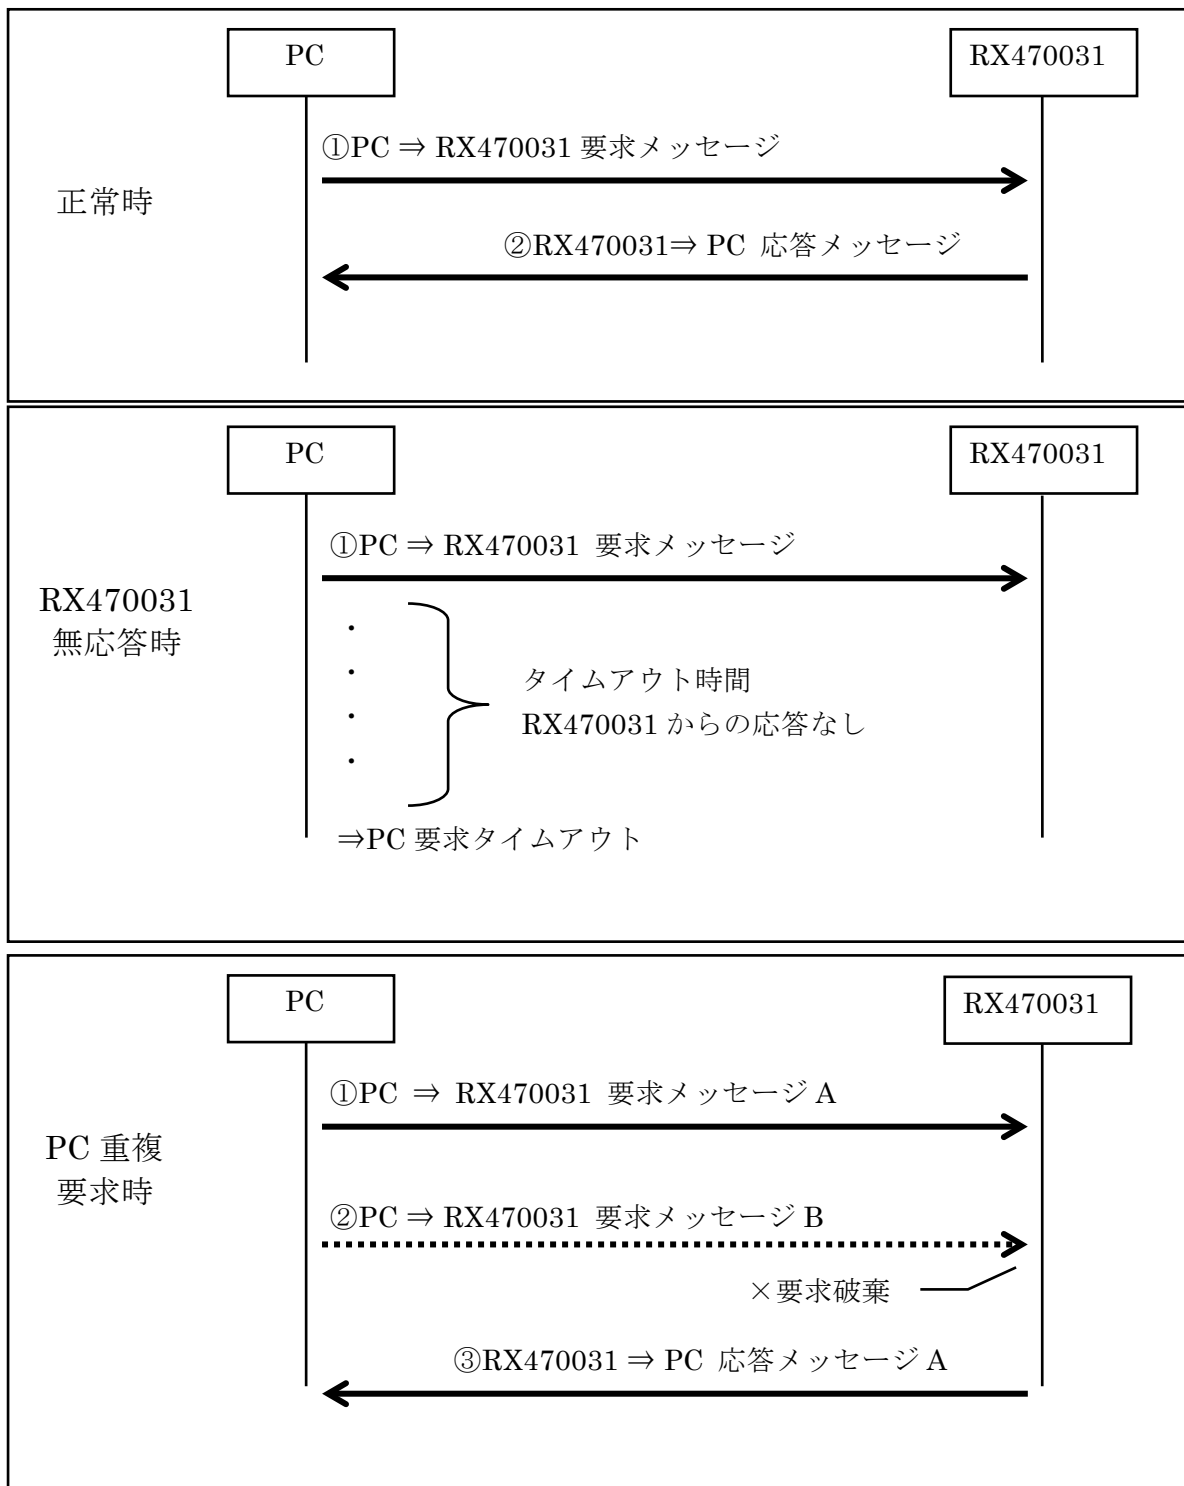 PC
RX470031
①PC ⇒ RX470031 要求メッセージ
正常時
②RX470031⇒ PC 応答メッセージ
PC
RX470031
①PC ⇒ RX470031 要求メッセージ
RX470031
無応答時
・
・
・
・
タイムアウト時間
RX470031 からの応答なし
⇒PC 要求タイムアウト
PC
RX470031
①PC ⇒ RX470031 要求メッセージ A
PC 重複
要求時
②PC ⇒ RX470031 要求メッセージ B
×要求破棄
③RX470031 ⇒ PC 応答メッセージ A